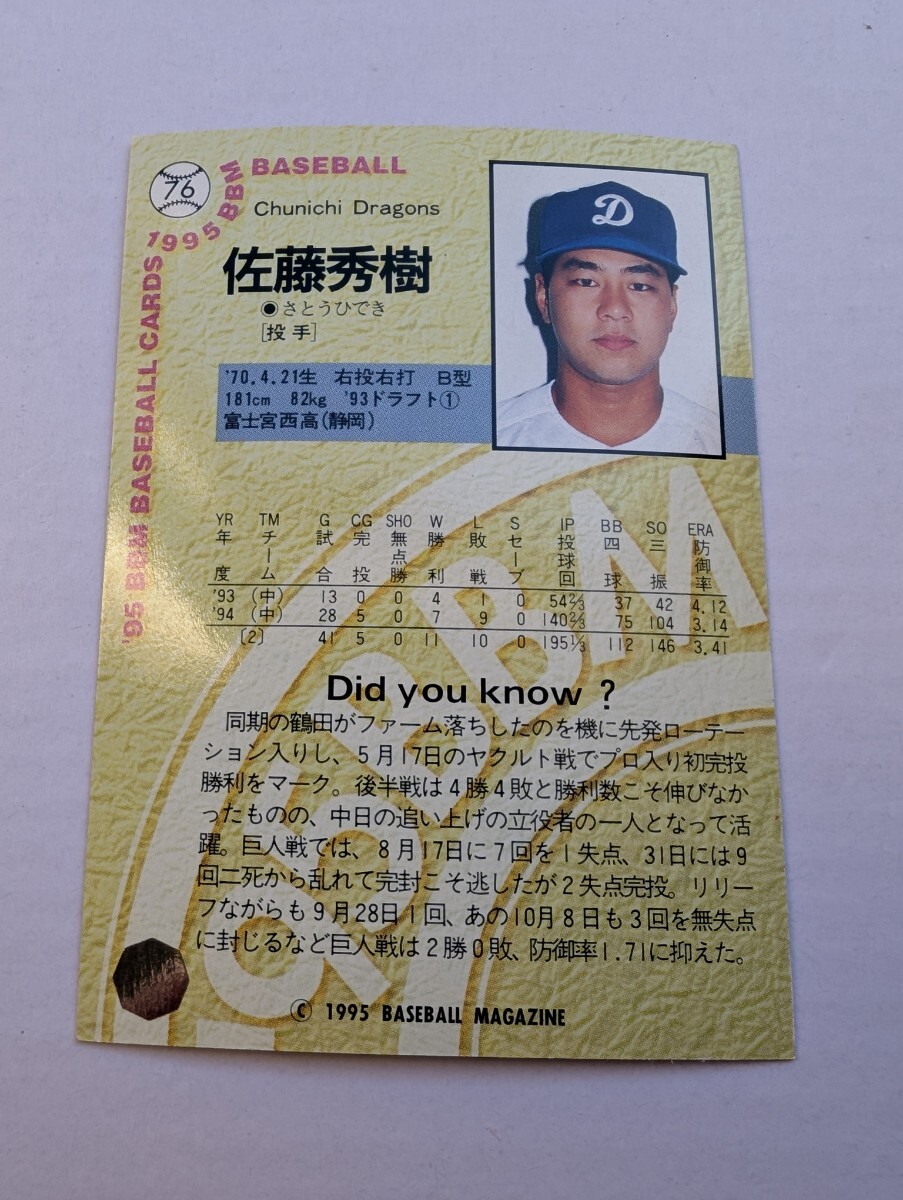 76
'95 BBM BASEBALL CARDS 1995 BBM BASEBALL
Chunichi Dragons
佐藤秀樹
●さとうひでき
[投手]
D
'70.4.21生 右投右打 B型
181cm 82kg '93ドラフト①
富士宮西高(静岡)
YR TM G CG SHO W L S IP BB SO ERA
年度 チーム 試合 完投 無点勝 勝利 敗戦 セーブ 投球回 四球 三振 防御率
'93 (中) 13 0 0 4 1 0 54⅔ 37 42 4.12
'94 (中) 28 5 0 7 9 0 140⅔ 75 104 3.14
〔2〕 41 5 0 11 10 0 195⅓ 112 146 3.41
Did you know ?
同期の鶴田がファーム落ちしたのを機に先発ローテー
ション入りし、5月17日のヤクルト戦でプロ入り初完投
勝利をマーク。後半戦は4勝4敗と勝利数こそ伸びなか
ったものの、中日の追い上げの立役者の一人となって活
躍。巨人戦では、8月17日に7回を1失点、31日には9
回二死から乱れて完封こそ逃したが2失点完投。リリー
フながらも9月28日1回、あの10月8日も3回を無失点
に封じるなど巨人戦は2勝0敗、防御率1.71に抑えた。
© 1995 BASEBALL MAGAZINE